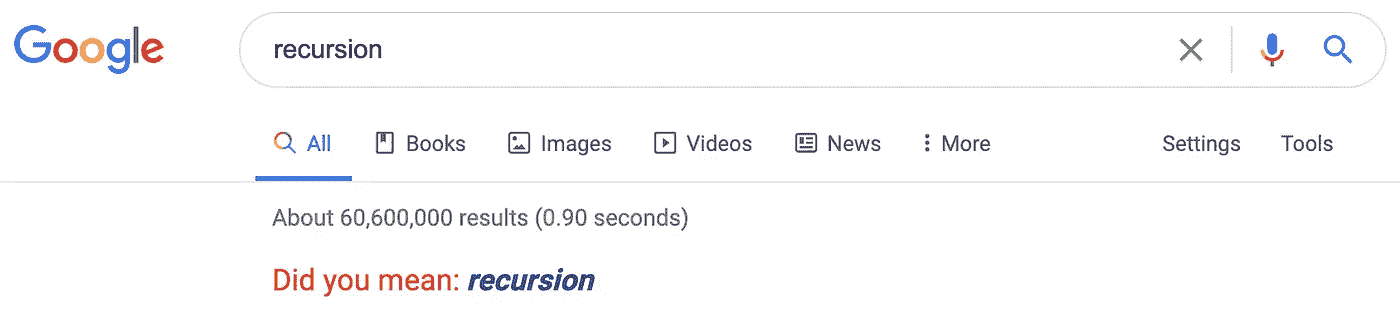 Google recursion
All Books Images Videos News More Settings Tools
About 60,600,000 results (0.90 seconds)
Did you mean: recursion